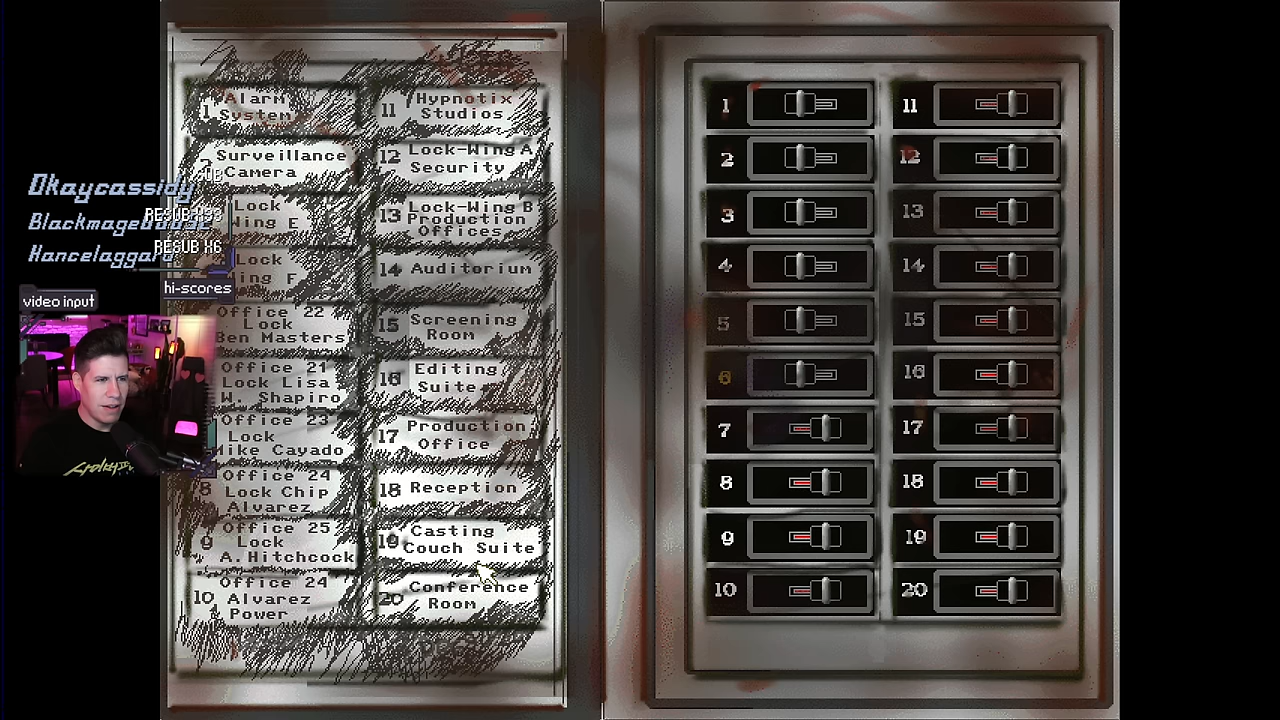 1 Alarm
System
Surveillance
Camera
Lock
Wing F
Lock
ing F
Office 22
Lock
Ben Masters
Office 21
Lock Lisa
W. Shapiro
Office 23
Lock
Mike Cayado
8 Office 24
Lock Chip
Alvarez
9 Office 25
Lock
A. Hitchcock
10 Office 24
Alvarez
Power
11 Hypnotix
Studios
12 Lock-Wing A
Security
13 Lock-Wing B
Production
Offices
14 Auditorium
15 Screening
Room
16 Editing
Suite
17 Production
Office
18 Reception
19 Casting
Couch Suite
20 Conference
Room
Okaycassidy
RESUB X93
RESUB X6
hi-scores
video input
1
2
3
4
5
6
7
8
9
10
11
12
13
14
15
16
17
18
19
20